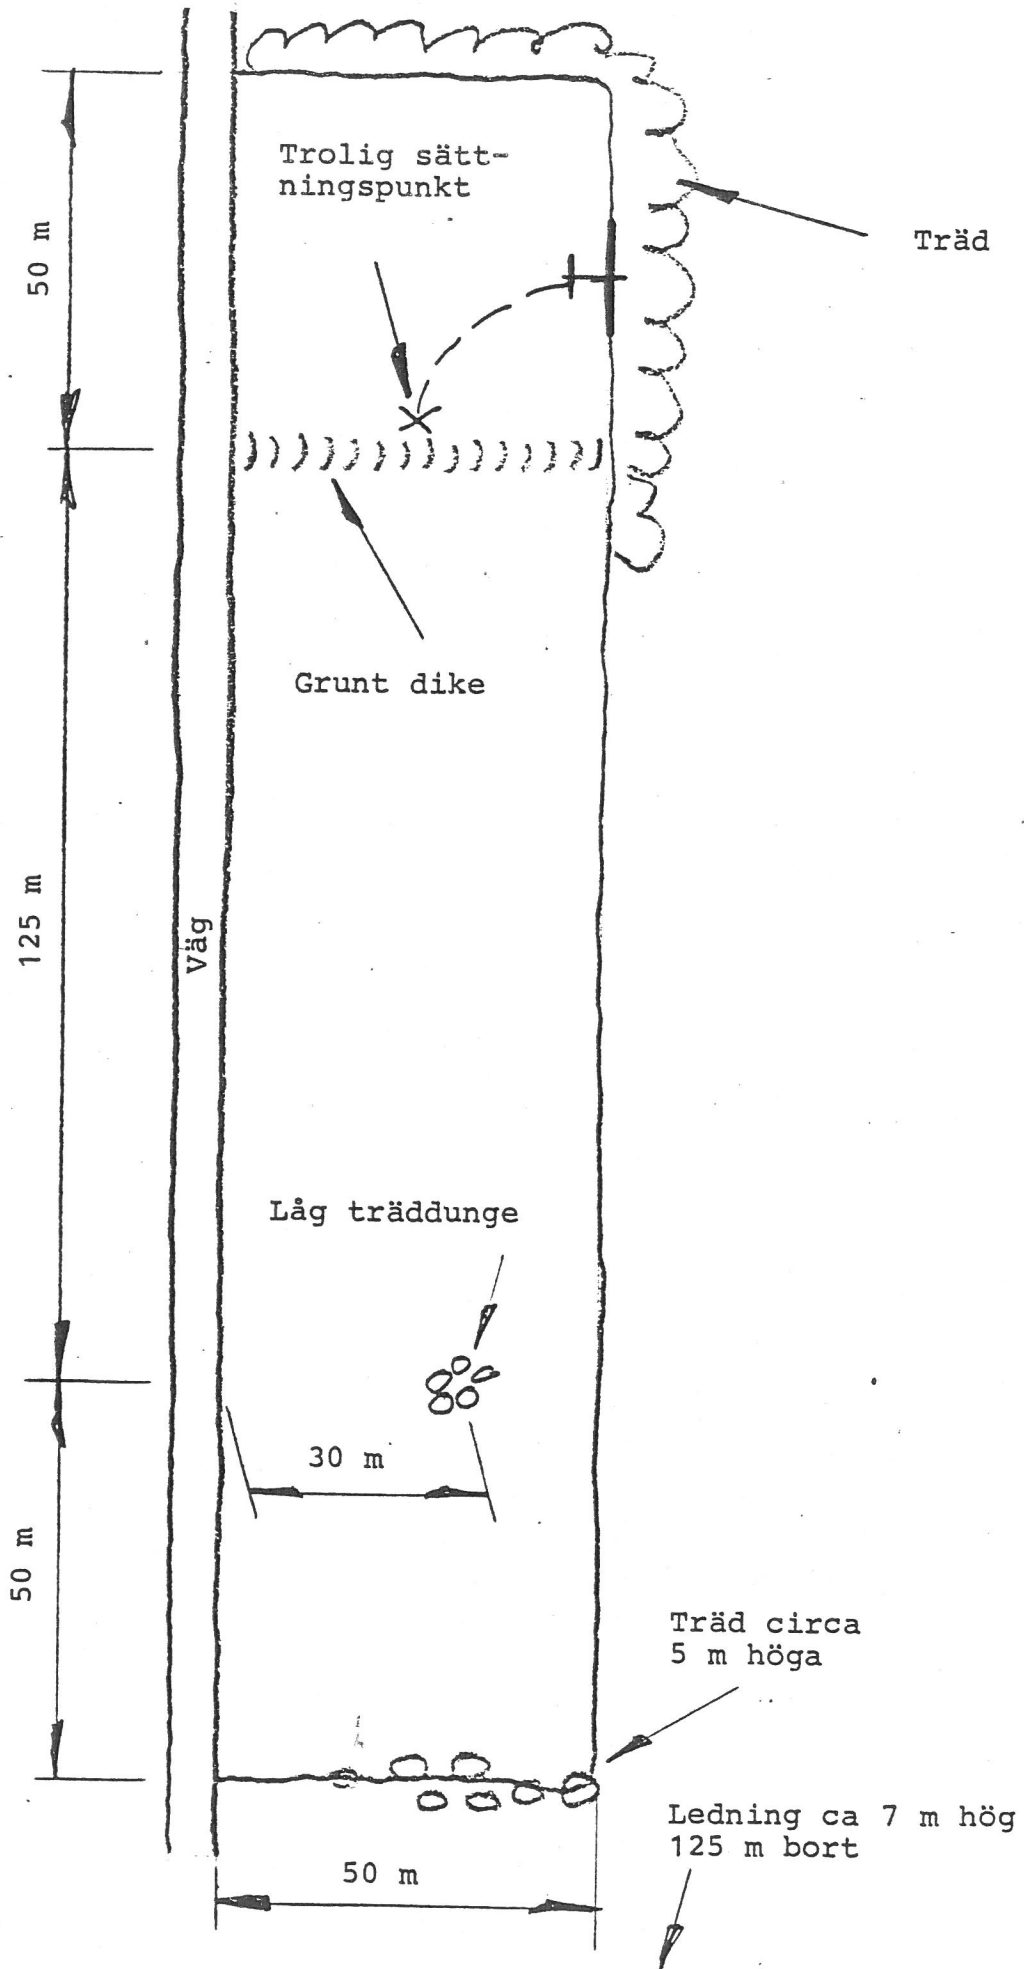 Trolig sätt-
ningspunkt
Träd
50 m
Grunt dike
125 m
Väg
Låg träddunge
30 m
50 m
Träd circa
5 m höga
Ledning ca 7 m hög
125 m bort
50 m